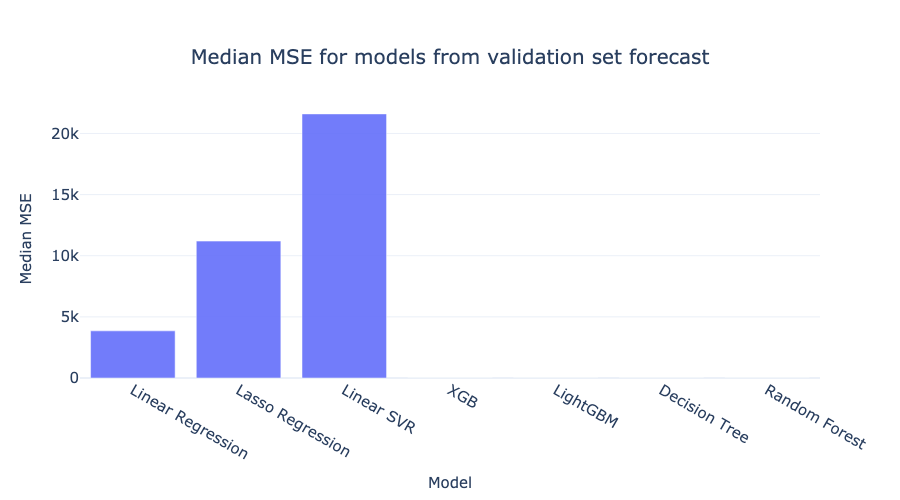 Median MSE for models from validation set forecast
Median MSE
20k
15k
10k
5k
0
Linear Regression
Lasso Regression
Linear SVR
XGB
LightGBM
Decision Tree
Random Forest
Model